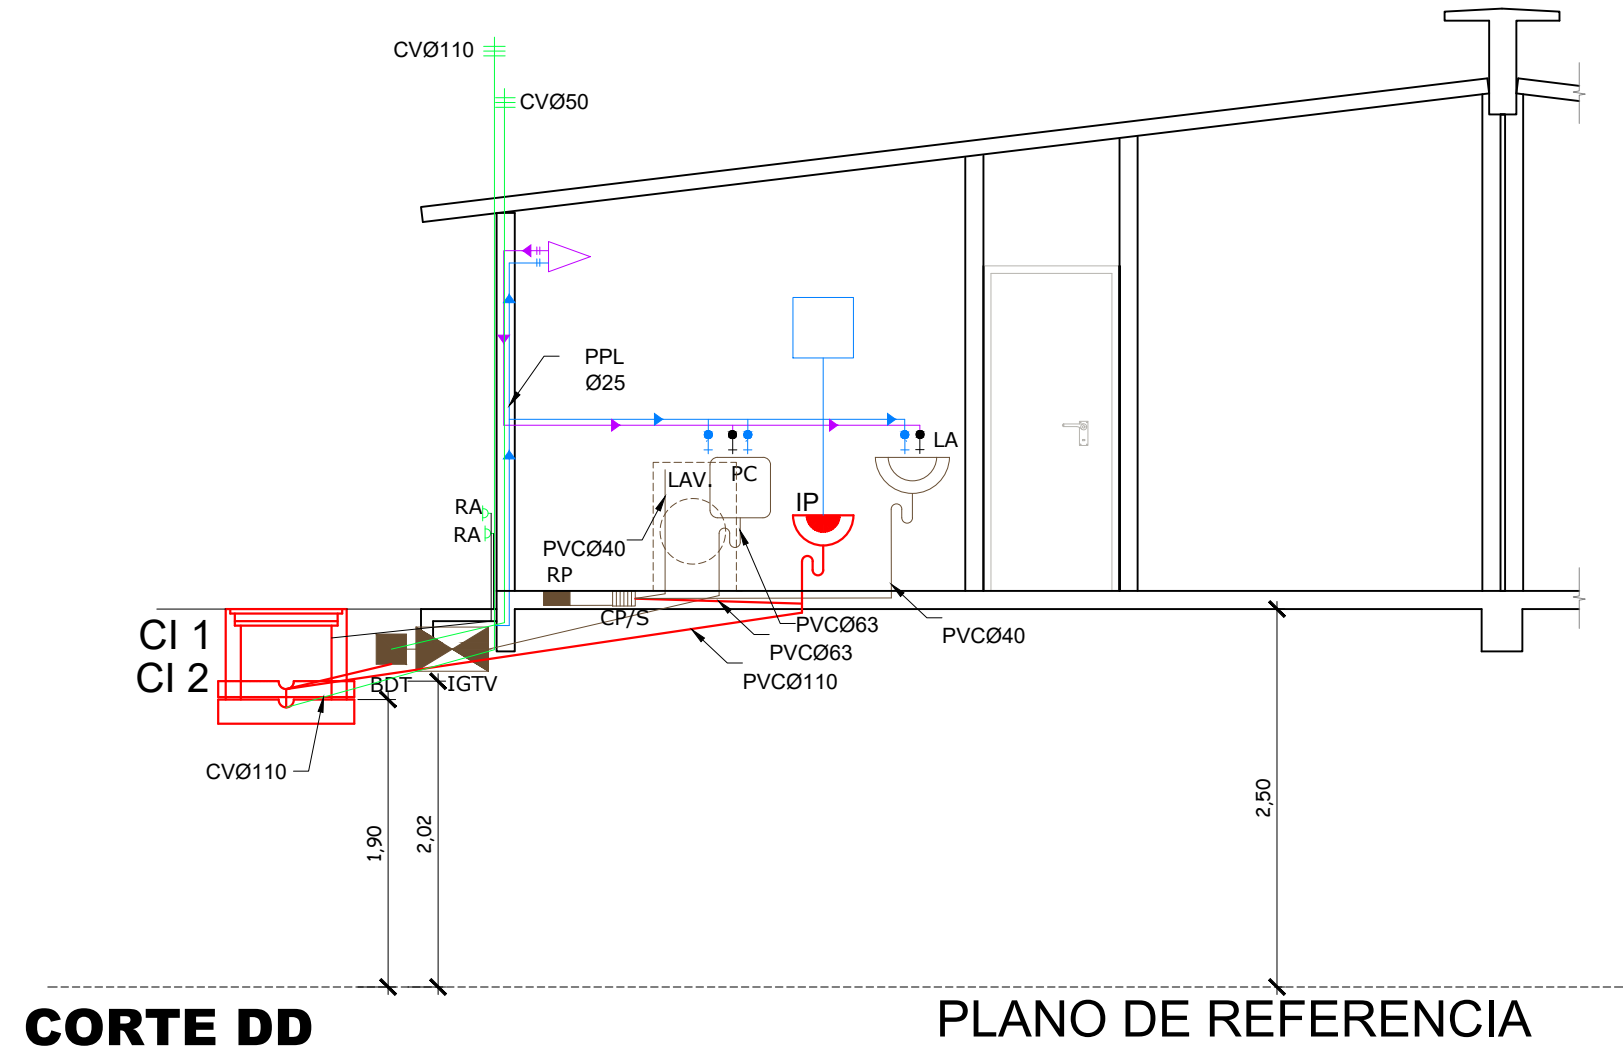 CVØ110
CVØ50
PPL
Ø25
LA
LAV.
PC
IP
RA
RA
PVCØ40
RP
CP/S
PVCØ63
PVCØ40
PVCØ63
PVCØ110
CI 1
CI 2
BDT
IGTV
CVØ110
1,90
2,02
2,50
CORTE DD
PLANO DE REFERENCIA